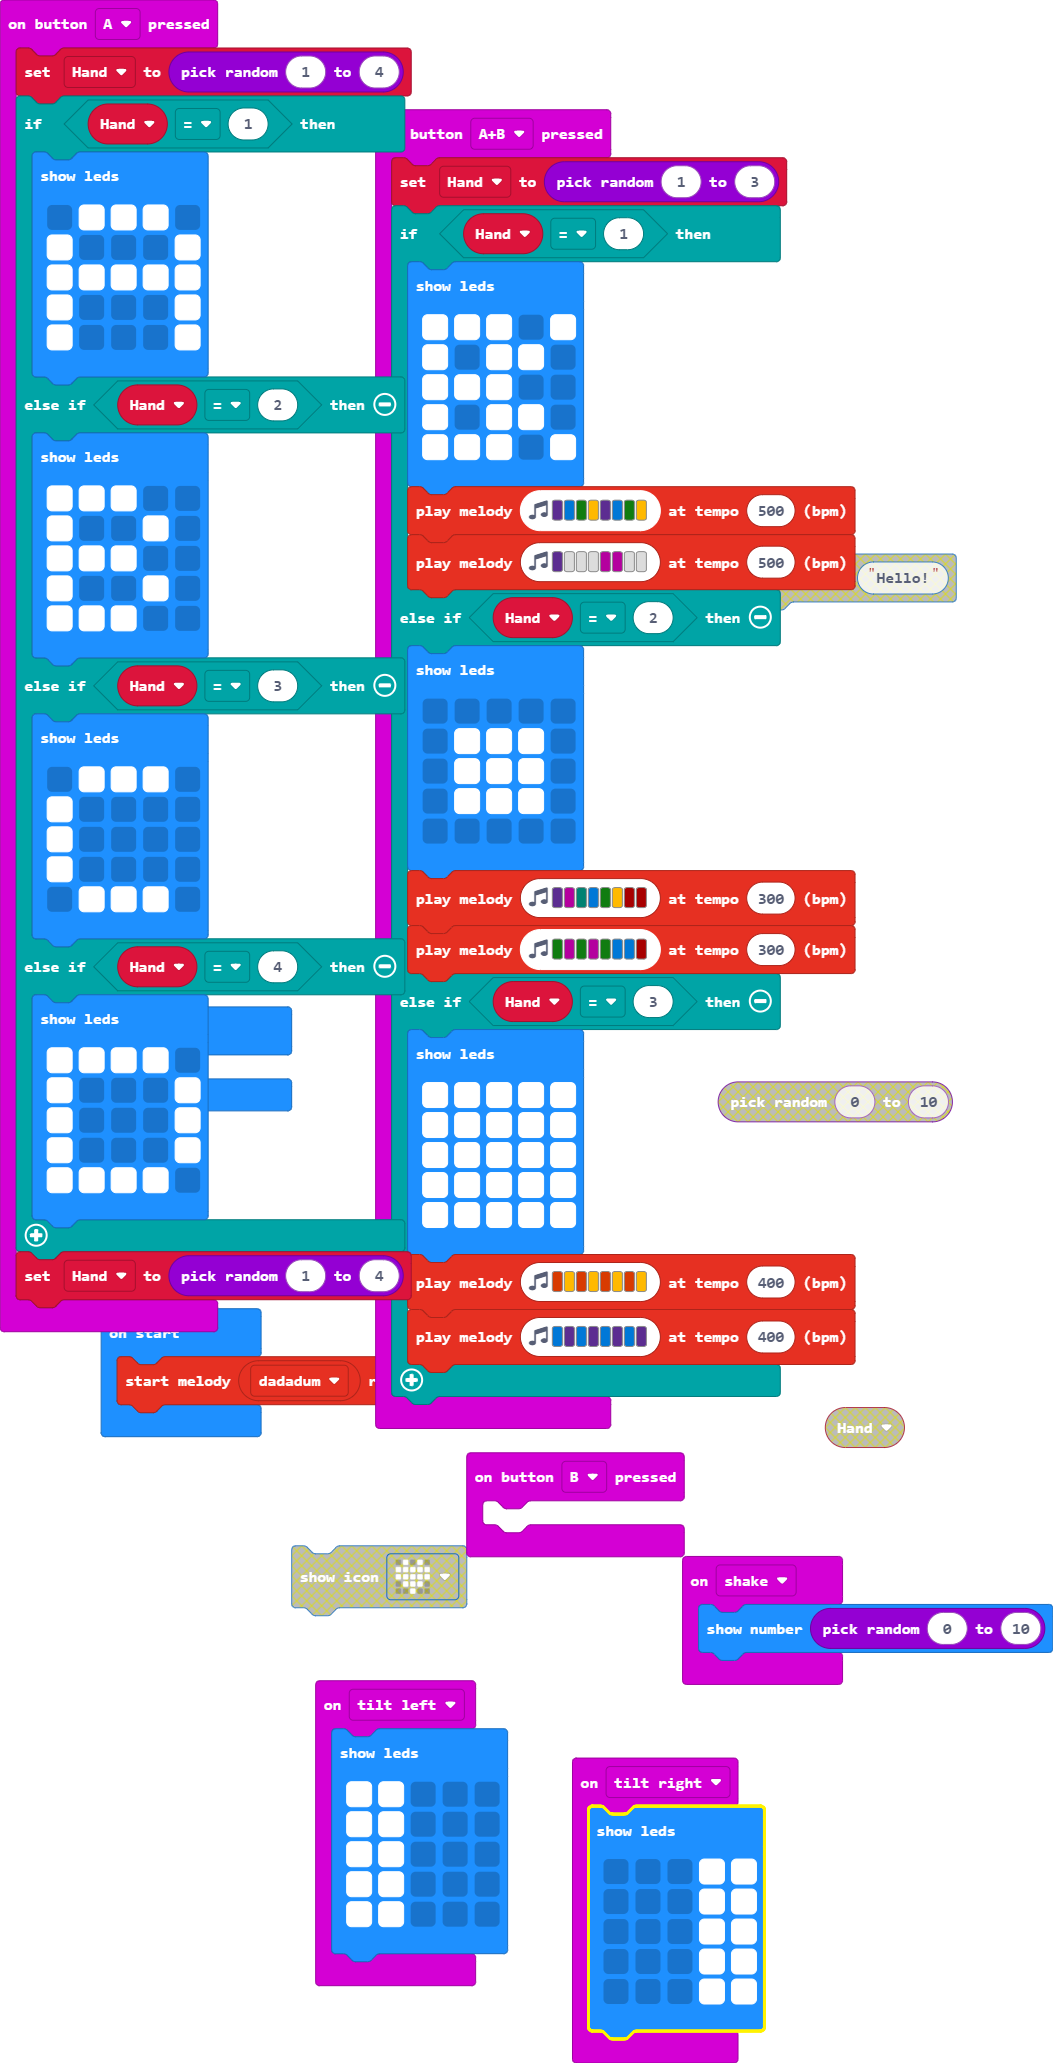 on button A pressed
set Hand to pick random 1 to 4
if Hand = 1 then
show leds
else if Hand = 2 then
show leds
else if Hand = 3 then
show leds
else if Hand = 4 then
show leds
set Hand to pick random 1 to 4
button A+B pressed
set Hand to pick random 1 to 3
if Hand = 1 then
show leds
play melody at tempo 500 (bpm)
play melody at tempo 500 (bpm)
"Hello!"
else if Hand = 2 then
show leds
play melody at tempo 300 (bpm)
play melody at tempo 300 (bpm)
else if Hand = 3 then
show leds
pick random 0 to 10
play melody at tempo 400 (bpm)
play melody at tempo 400 (bpm)
on start
start melody dadadum
Hand
on button B pressed
show icon
on shake
show number pick random 0 to 10
on tilt left
show leds
on tilt right
show leds